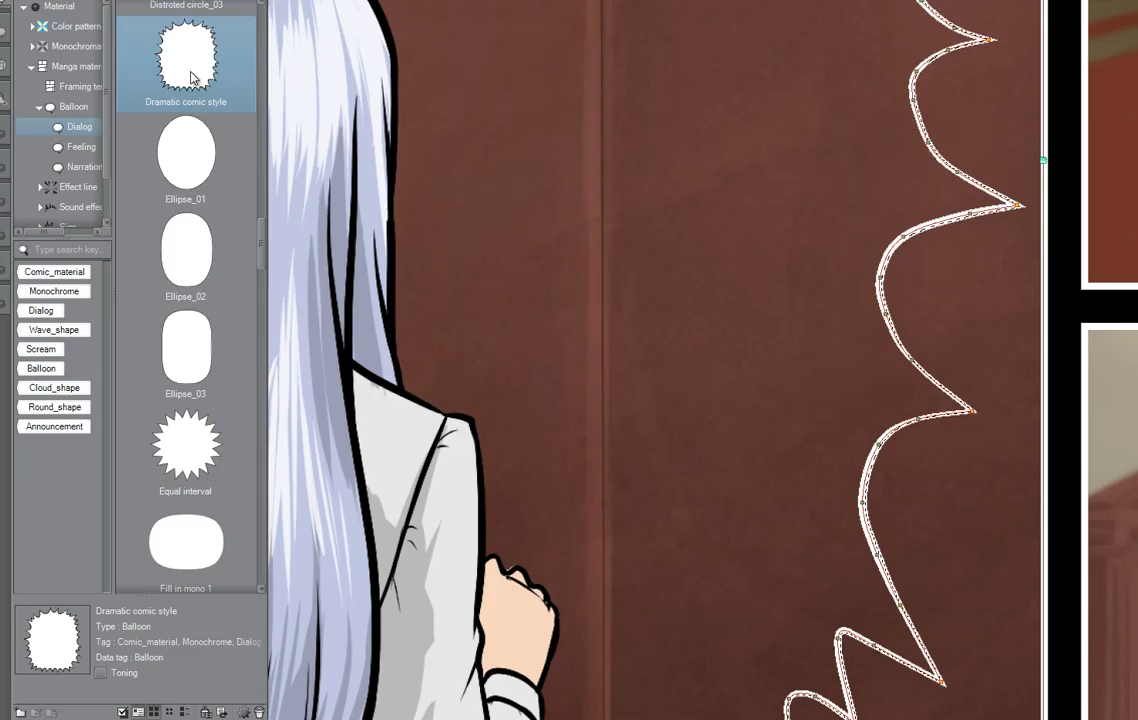 Material
Color pattern
Monochroma
Manga mater
Framing te
Balloon
Dialog
Feeling
Narration
Effect line
Sound effec
Type search key...
Comic_material
Monochrome
Dialog
Wave_shape
Scream
Balloon
Cloud_shape
Round_shape
Announcement
Distroted circle_03
Dramatic comic style
Ellipse_01
Ellipse_02
Ellipse_03
Equal interval
Fill in mono 1
Dramatic comic style
Type : Balloon
Tag : Comic_material, Monochrome, Dialog
Data tag : Balloon
Toning